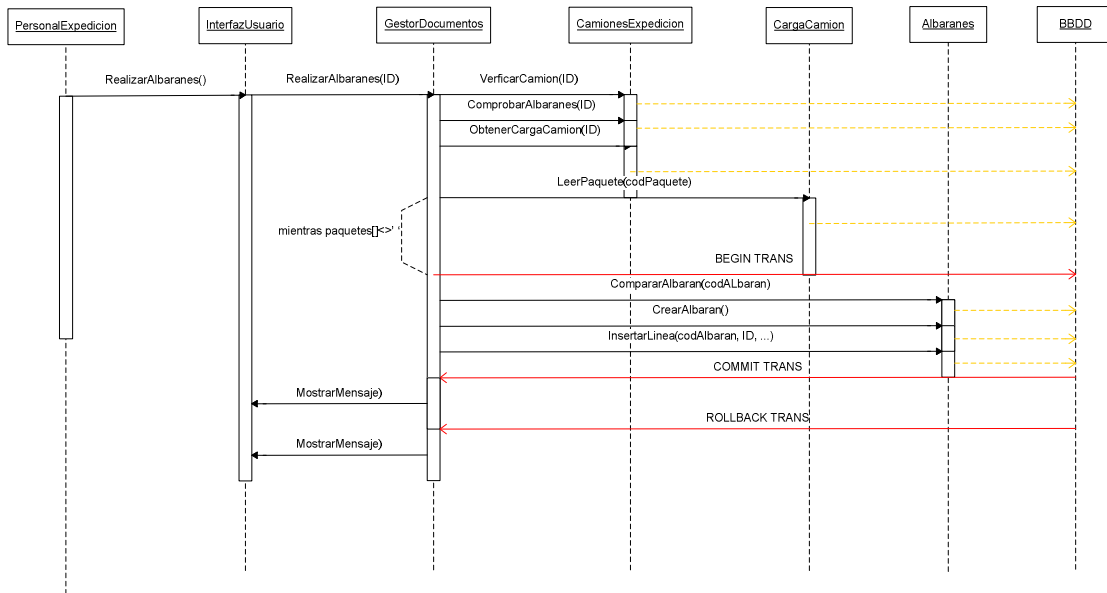 PersonalExpedicion
InterfazUsuario
GestorDocumentos
CamionesExpedicion
CargaCamion
Albaranes
BBDD
RealizarAlbaranes()
RealizarAlbaranes(ID)
VerficarCamion(ID)
ComprobarAlbaranes(ID)
ObtenerCargaCamion(ID)
LeerPaquete(codPaquete)
mientras paquetes[]<>' '
BEGIN TRANS
CompararAlbaran(codALbaran)
CrearAlbaran()
InsertarLinea(codAlbaran, ID, ...)
COMMIT TRANS
MostrarMensaje)
ROLLBACK TRANS
MostrarMensaje)